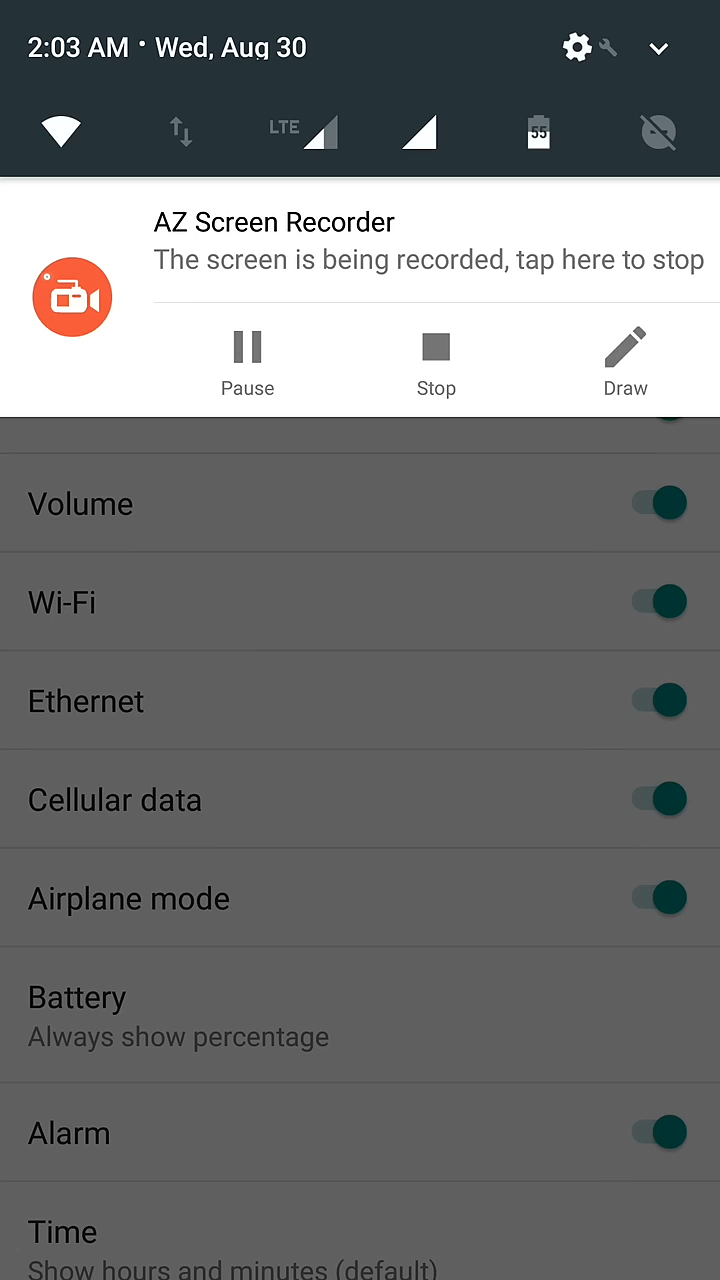 2:03 AM • Wed, Aug 30
LTE
55
AZ Screen Recorder
The screen is being recorded, tap here to stop
Pause
Stop
Draw
Volume
Wi-Fi
Ethernet
Cellular data
Airplane mode
Battery
Always show percentage
Alarm
Time
Show hours and minutes (default)